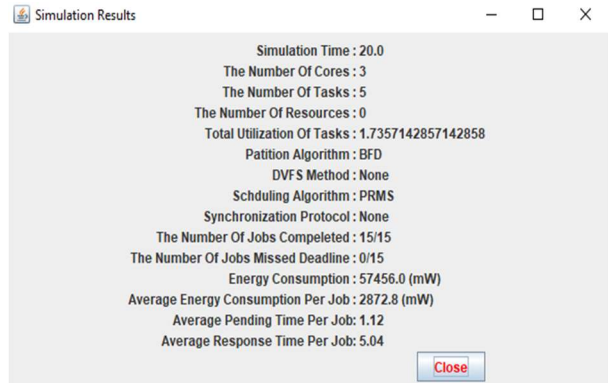 Simulation Results
Simulation Time : 20.0
The Number Of Cores : 3
The Number Of Tasks : 5
The Number Of Resources : 0
Total Utilization Of Tasks : 1.7357142857142858
Patition Algorithm : BFD
DVFS Method : None
Schduling Algorithm : PRMS
Synchronization Protocol : None
The Number Of Jobs Compeleted : 15/15
The Number Of Jobs Missed Deadline : 0/15
Energy Consumption : 57456.0 (mW)
Average Energy Consumption Per Job : 2872.8 (mW)
Average Pending Time Per Job: 1.12
Average Response Time Per Job: 5.04
Close